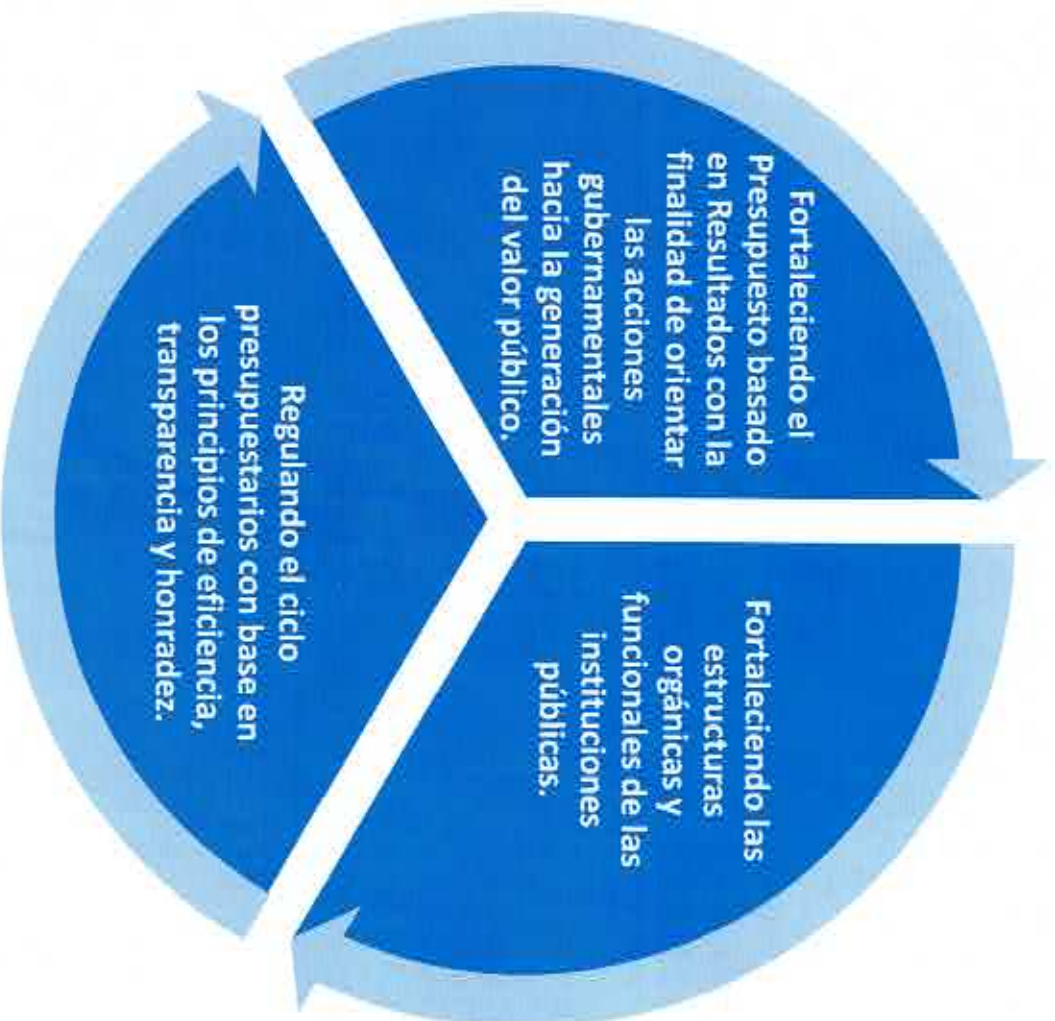 Fortaleciendo el
Presupuesto basado
en Resultados con la
finalidad de orientar
las acciones
gubernamentales
hacía la generación
del valor público.
Fortaleciendo las
estructuras
orgánicas y
funcionales de las
instituciones
públicas.
Regulando el ciclo
presupuestarios con base en
los principios de eficiencia,
transparencia y honradez.